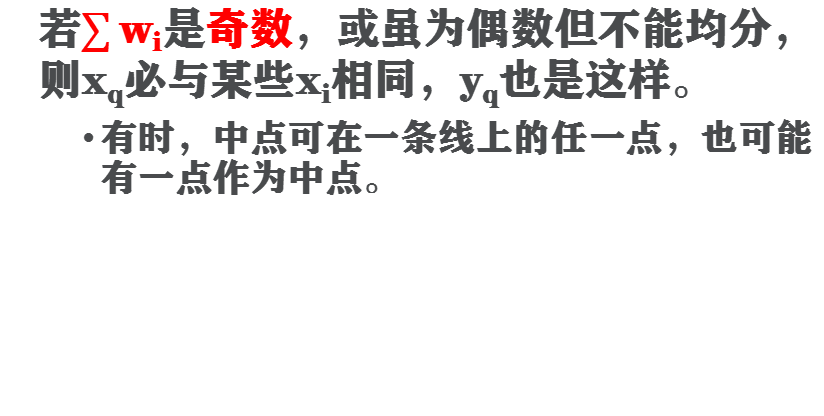 若∑ wᵢ是奇数，或虽为偶数但不能均分，
则x_q必与某些xᵢ相同，y_q也是这样。
•有时，中点可在一条线上的任一点，也可能
有一点作为中点。